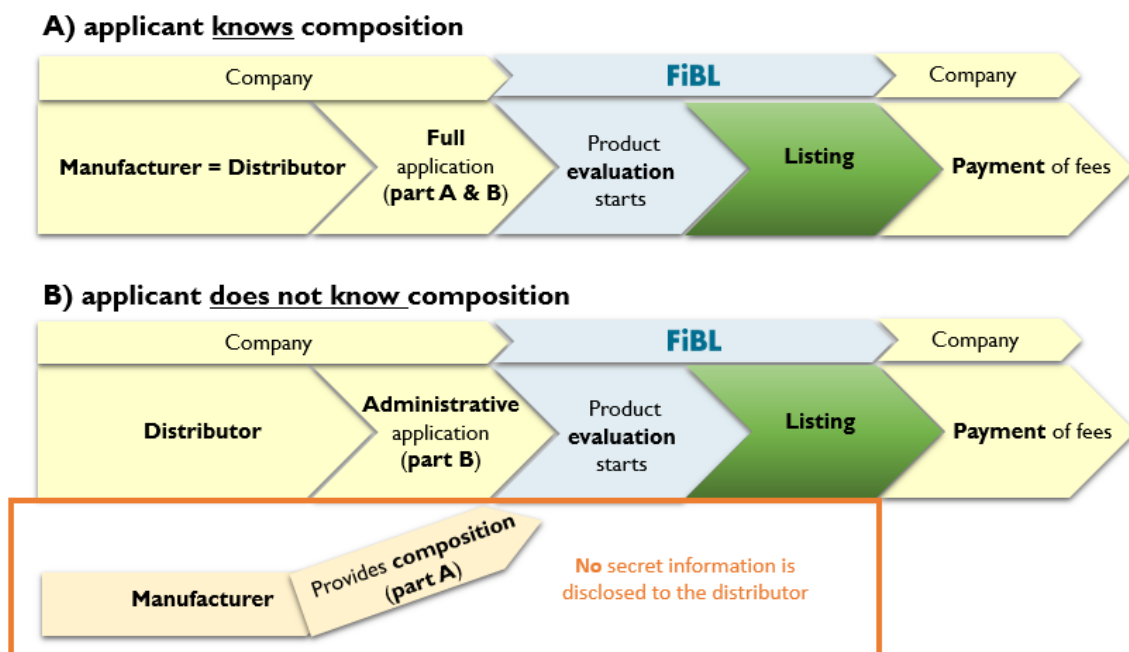 A) applicant knows composition
Company
FiBL
Company
Manufacturer = Distributor
Full
application
(part A & B)
Product
evaluation
starts
Listing
Payment of fees
B) applicant does not know composition
Company
FiBL
Company
Distributor
Administrative
application
(part B)
Product
evaluation
starts
Listing
Payment of fees
Manufacturer
Provides composition
(part A)
No secret information is
disclosed to the distributor